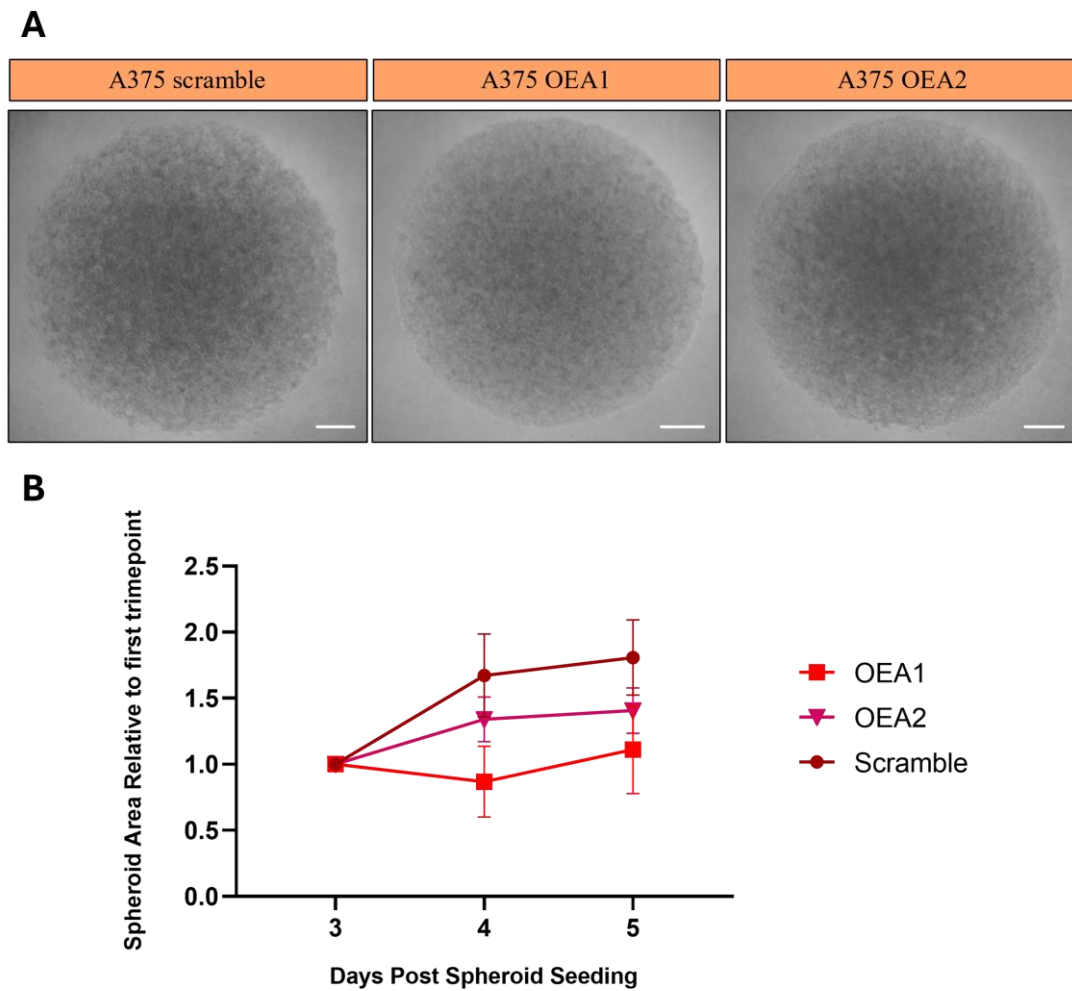 A
A375 scramble
A375 OEA1
A375 OEA2
B
Spheroid Area Relative to first trimepoint
2.5
2.0
1.5
1.0
0.5
0.0
3 4 5
Days Post Spheroid Seeding
OEA1
OEA2
Scramble